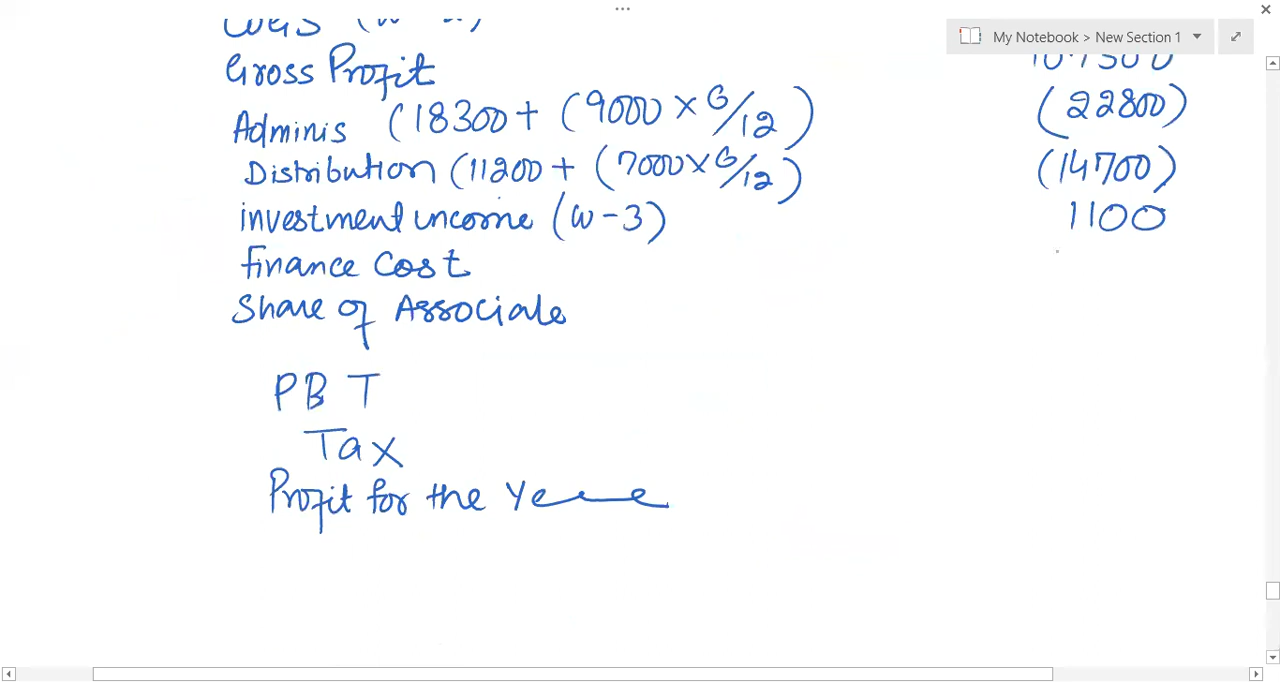 ...
My Notebook > New Section 1
Gross Profit
Adminis (18300 + (9000 × 6/12) (22800)
Distribution (11200 + (7000 × 6/12) (14700)
investment income (W-3) 1100
Finance Cost
Share of Associate
PBT
Tax
Profit for the Year